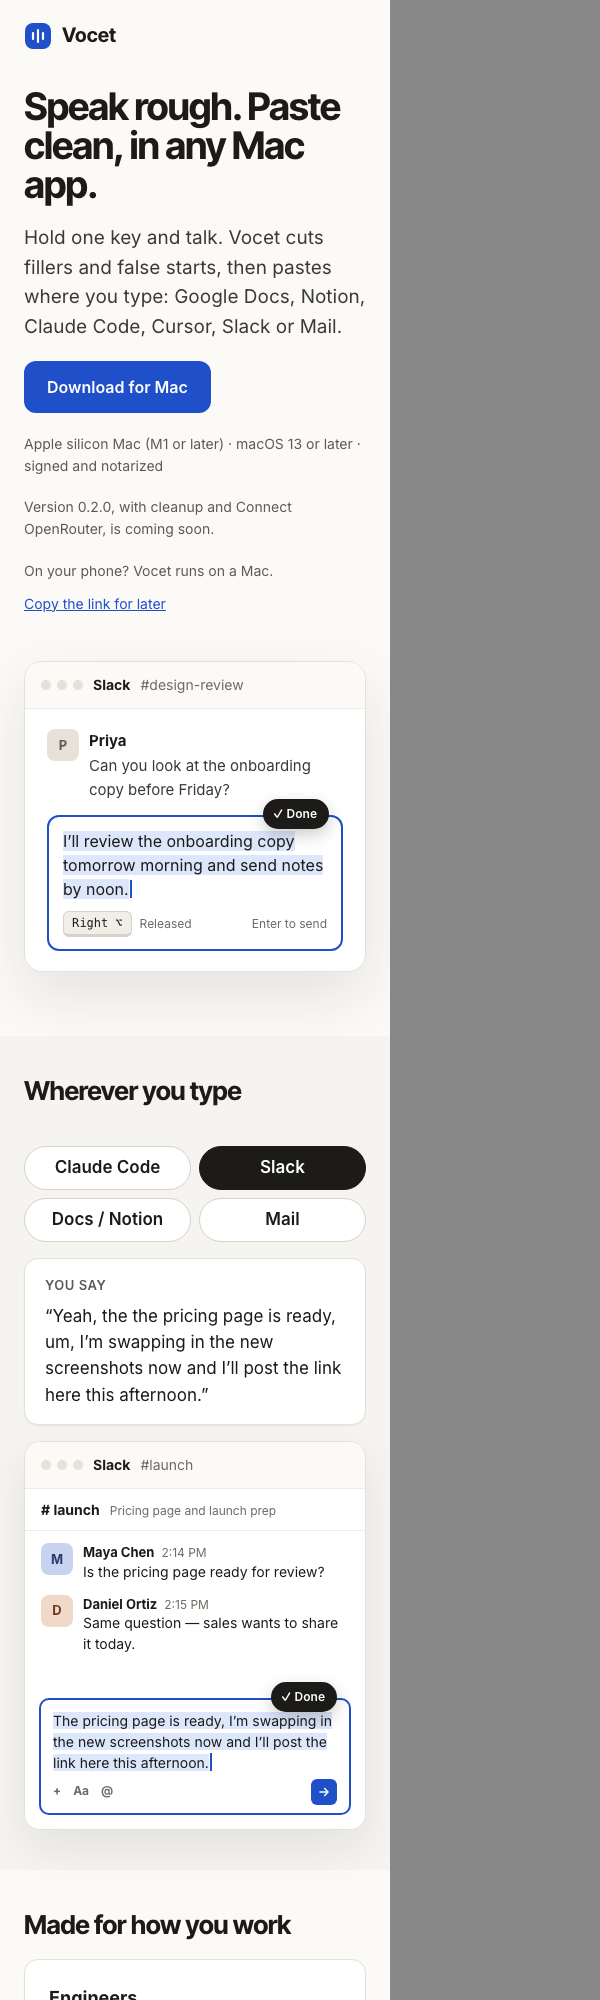 Vocet
Speak rough. Paste
clean, in any Mac
app.
Hold one key and talk. Vocet cuts
fillers and false starts, then pastes
where you type: Google Docs, Notion,
Claude Code, Cursor, Slack or Mail.
Download for Mac
Apple silicon Mac (M1 or later) · macOS 13 or later ·
signed and notarized
Version 0.2.0, with cleanup and Connect
OpenRouter, is coming soon.
On your phone? Vocet runs on a Mac.
Copy the link for later
Slack #design-review
P
Priya
Can you look at the onboarding
copy before Friday?
✓ Done
I’ll review the onboarding copy
tomorrow morning and send notes
by noon.
Right ⌥ Released Enter to send
Wherever you type
Claude Code Slack
Docs / Notion Mail
YOU SAY
“Yeah, the the pricing page is ready,
um, I’m swapping in the new
screenshots now and I’ll post the link
here this afternoon.”
Slack #launch
# launch Pricing page and launch prep
M
Maya Chen 2:14 PM
Is the pricing page ready for review?
D
Daniel Ortiz 2:15 PM
Same question — sales wants to share
it today.
✓ Done
The pricing page is ready, I’m swapping in
the new screenshots now and I’ll post the
link here this afternoon.
+ Aa @ →
Made for how you work
Engineers